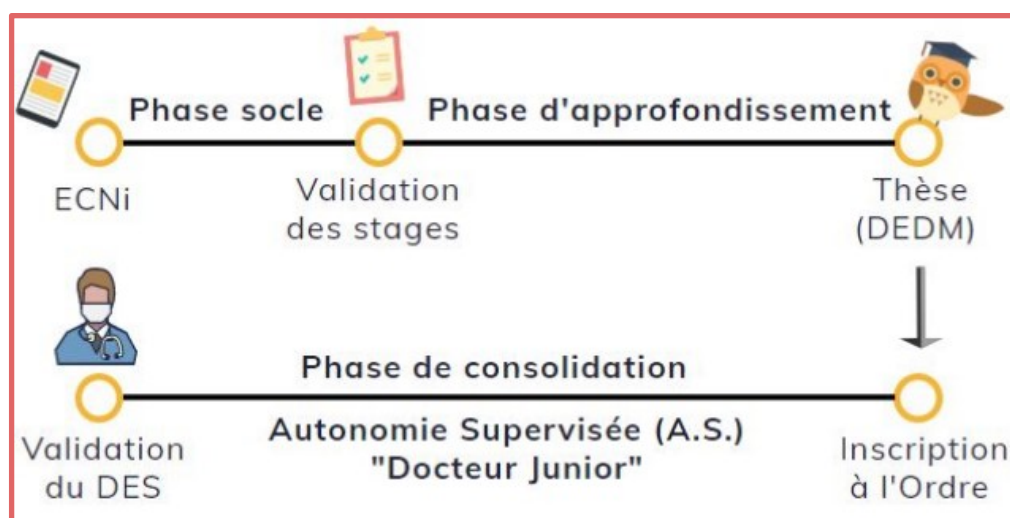 Phase socle
Phase d'approfondissement
ECNi
Validation
des stages
Thèse
(DEDM)
Phase de consolidation
Autonomie Supervisée (A.S.)
"Docteur Junior"
Validation
du DES
Inscription
à l'Ordre